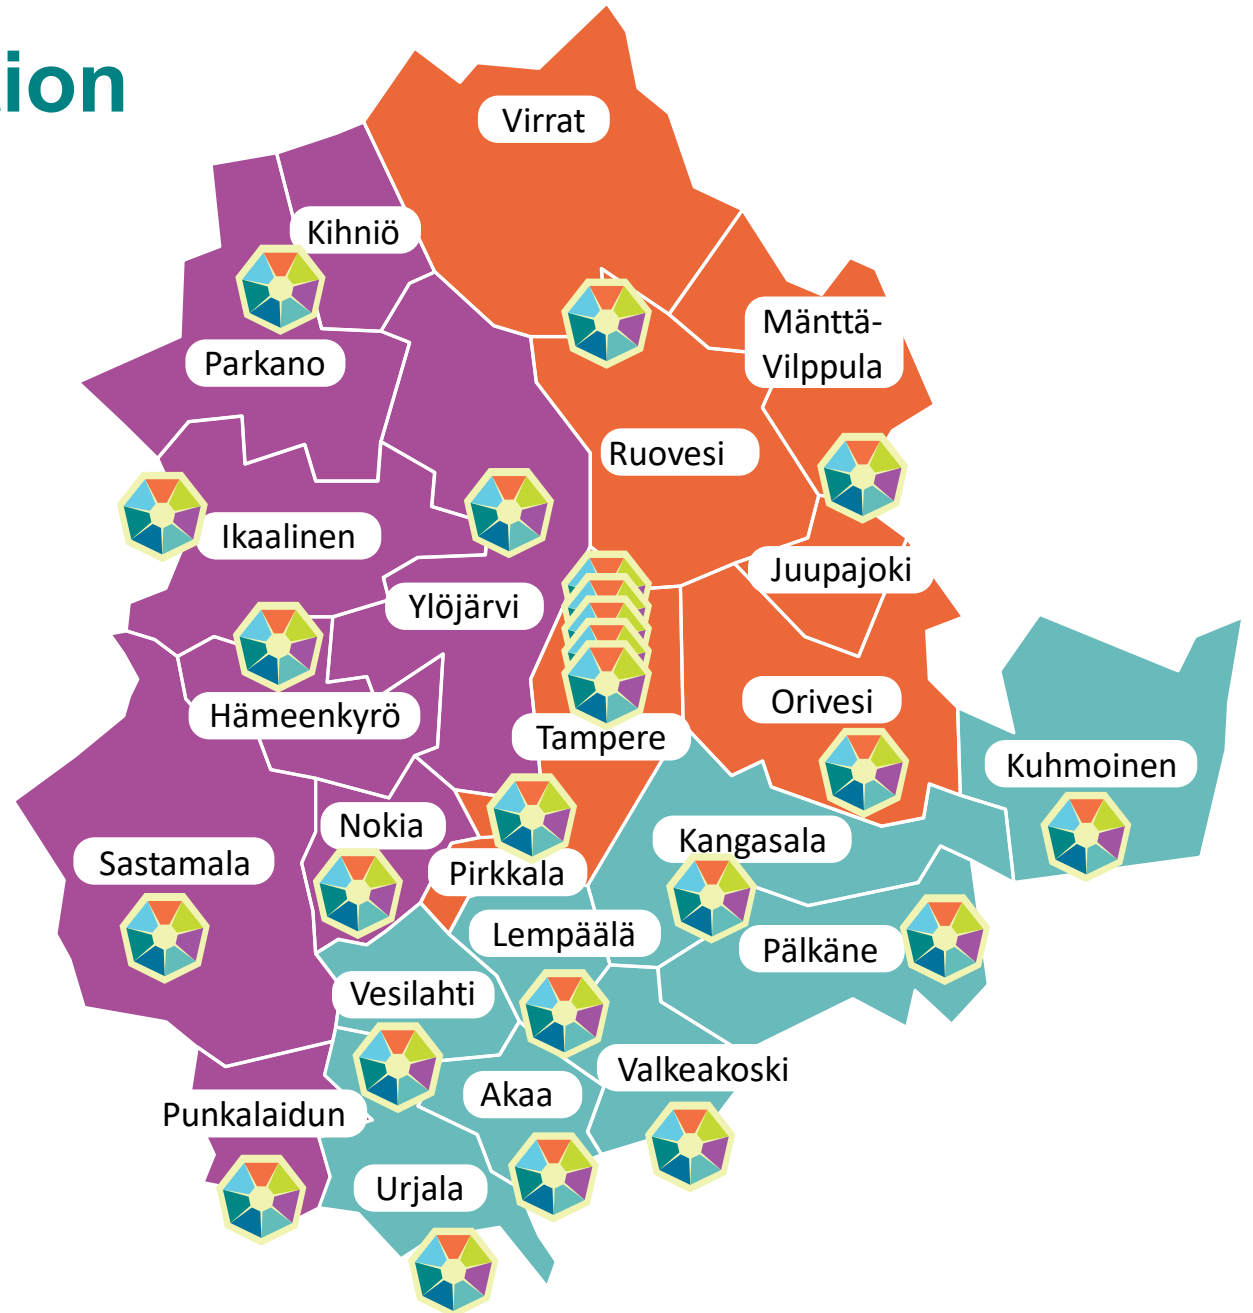 tion
Virrat
Kihniö
Mänttä-
Vilppula
Parkano
Ruovesi
Ikaalinen
Juupajoki
Ylöjärvi
Orivesi
Hämeenkyrö
Tampere
Kuhmoinen
Nokia
Kangasala
Sastamala
Pirkkala
Lempäälä
Pälkäne
Vesilahti
Valkeakoski
Akaa
Punkalaidun
Urjala